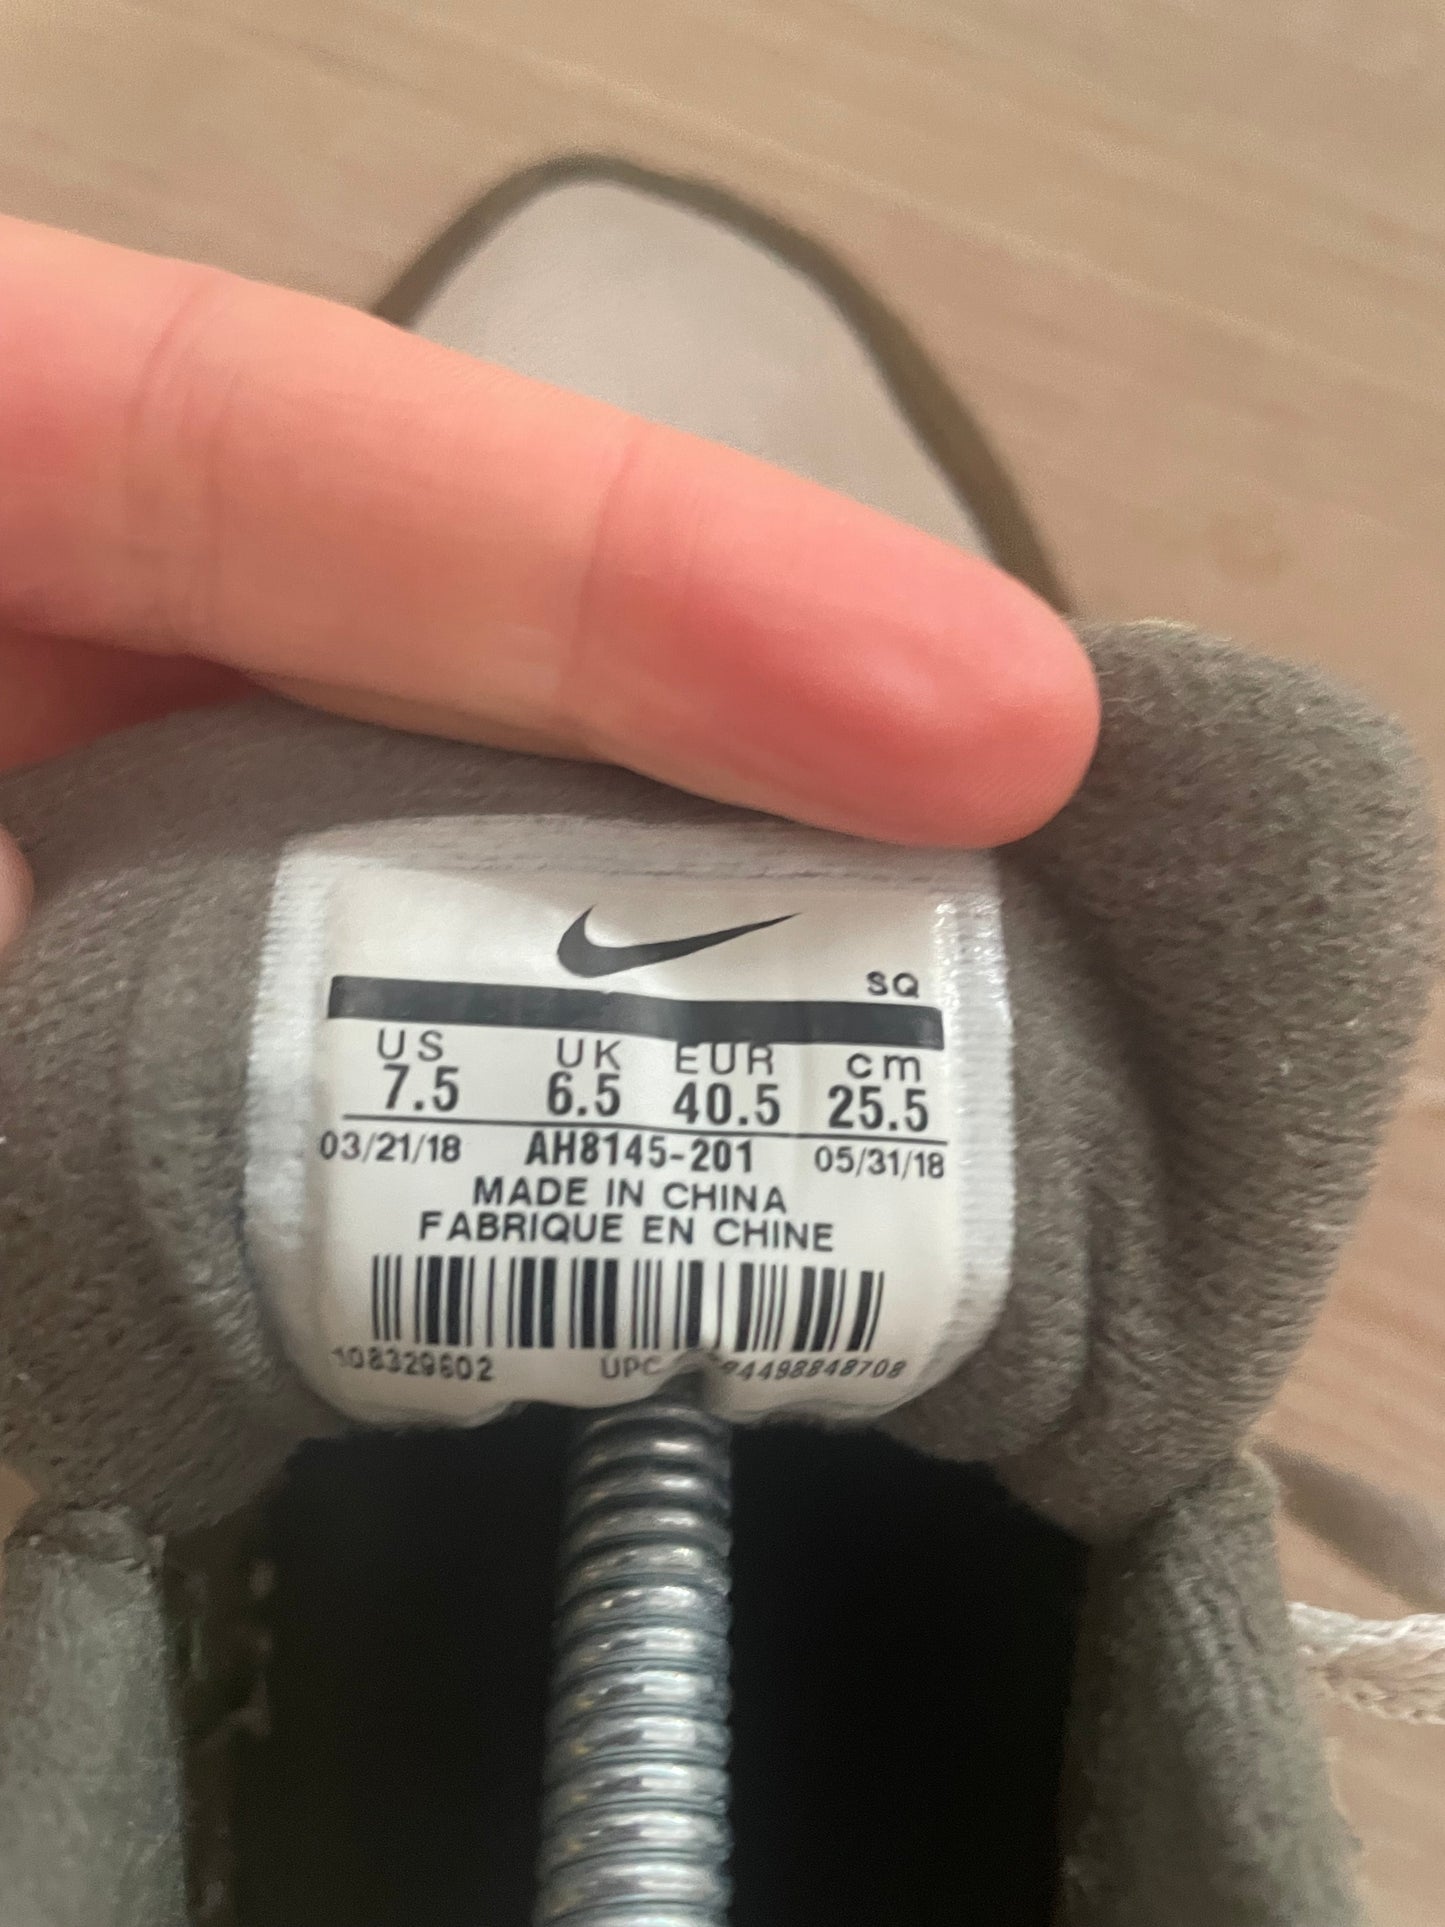 SQ
US UK EUR cm
7.5 6.5 40.5 25.5
03/21/18 AH8145-201 05/31/18
MADE IN CHINA
FABRIQUE EN CHINE
108329602 UPC